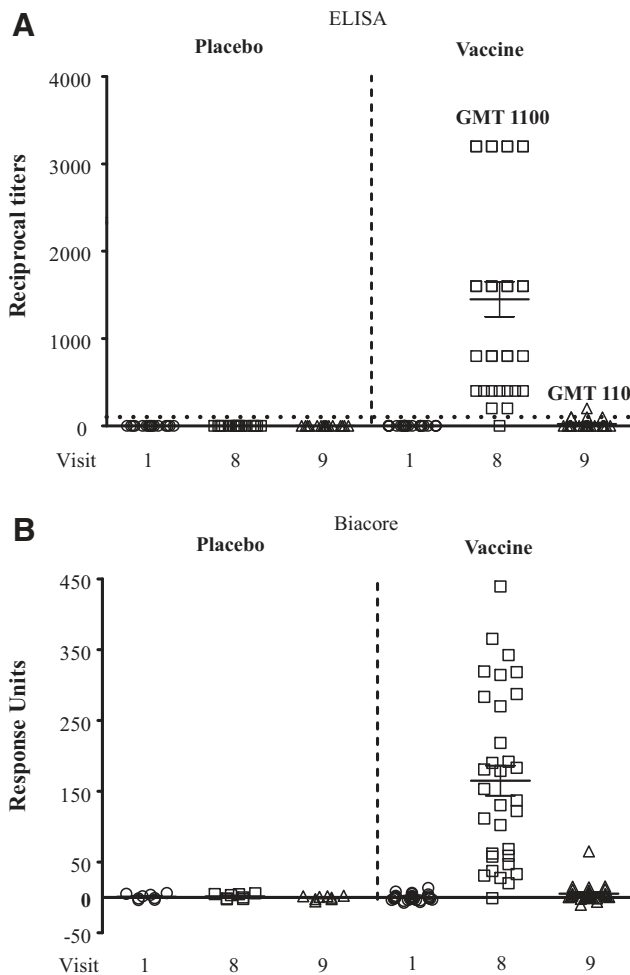 A
ELISA
Placebo
Vaccine
Reciprocal titers
4000
3000
2000
1000
0
GMT 1100
GMT 110
Visit 1 8 9 1 8 9
B
Biacore
Placebo
Vaccine
Response Units
450
350
250
150
50
0
-50
Visit 1 8 9 1 8 9